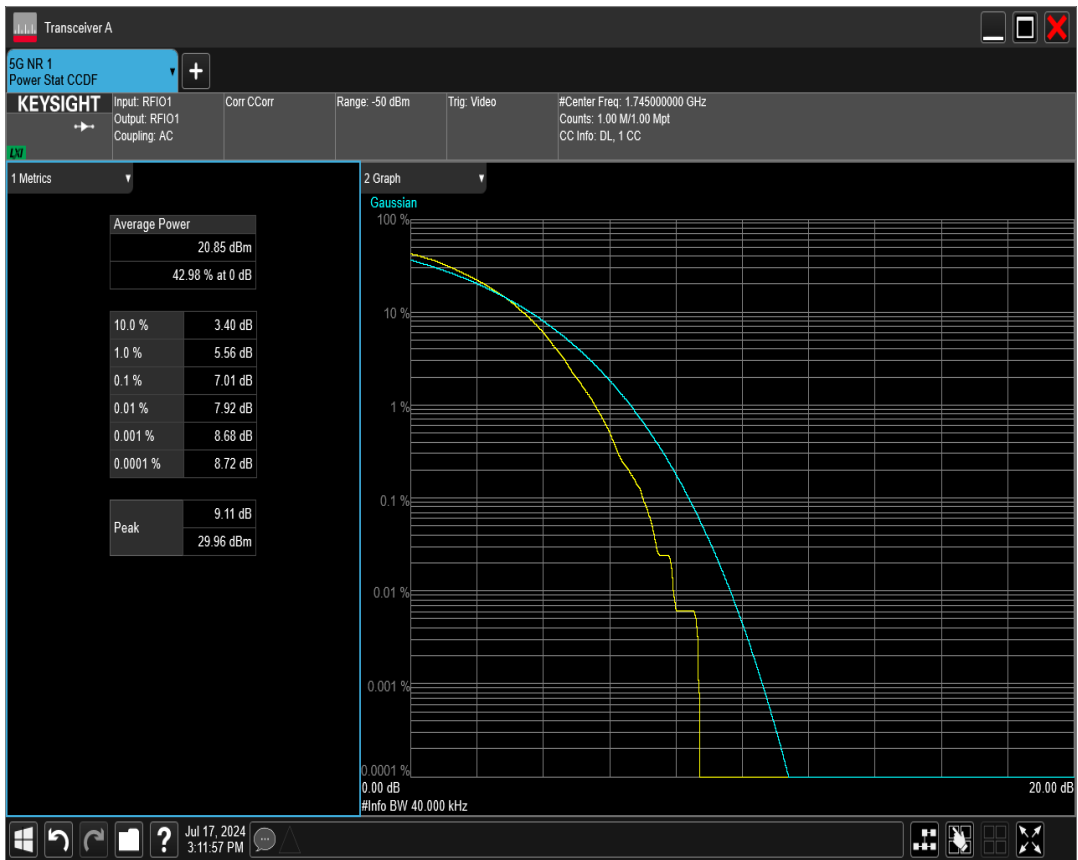 Transceiver A
5G NR 1
Power Stat CCDF
KEYSIGHT
LXI
Input: RFIO1
Output: RFIO1
Coupling: AC
Corr CCorr
Range: -50 dBm
Trig: Video
#Center Freq: 1.745000000 GHz
Counts: 1.00 M/1.00 Mpt
CC Info: DL, 1 CC
1 Metrics
Average Power
20.85 dBm
42.98 % at 0 dB
10.0 % 3.40 dB
1.0 % 5.56 dB
0.1 % 7.01 dB
0.01 % 7.92 dB
0.001 % 8.68 dB
0.0001 % 8.72 dB
Peak
9.11 dB
29.96 dBm
2 Graph
Gaussian
100 %
10 %
1 %
0.1 %
0.01 %
0.001 %
0.0001 %
0.00 dB 20.00 dB
#Info BW 40.000 kHz
?
Jul 17, 2024
3:11:57 PM